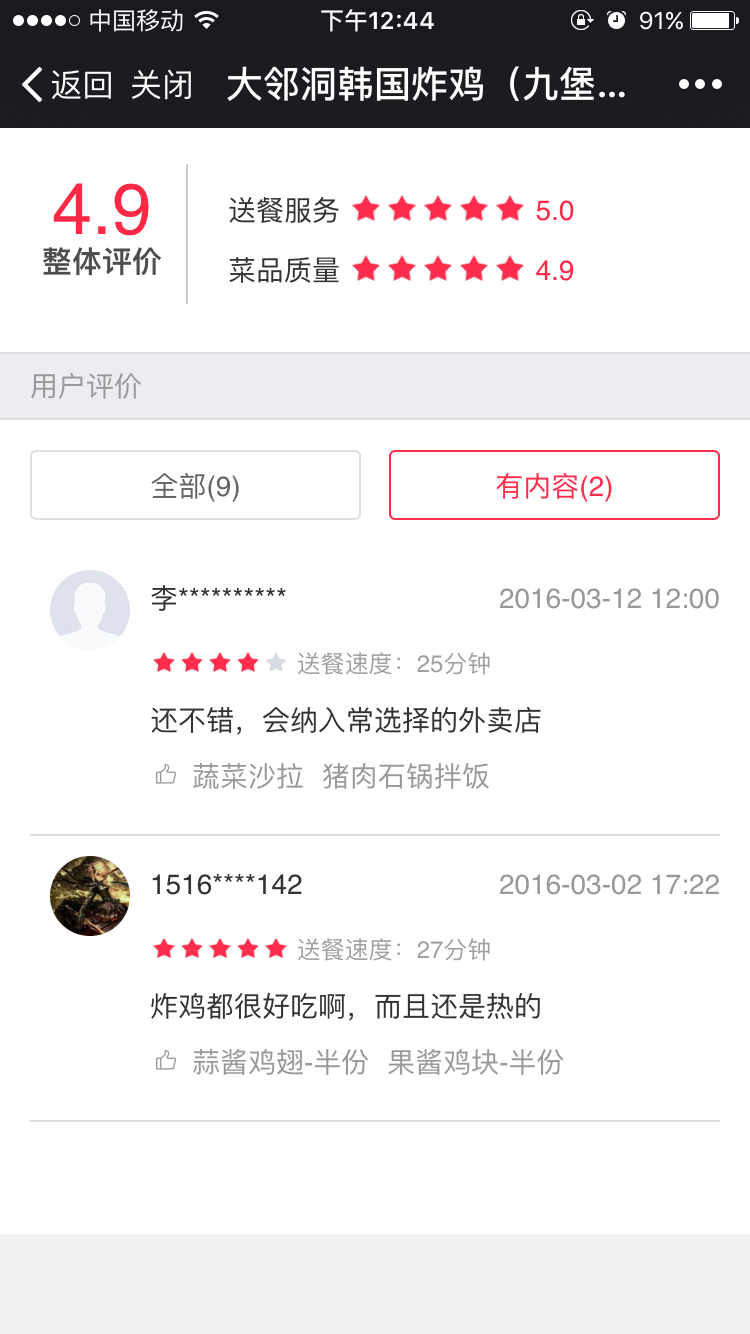 中国移动 下午12:44 91%
返回 关闭 大邻洞韩国炸鸡（九堡...
4.9
整体评价
送餐服务 5.0
菜品质量 4.9
用户评价
全部(9) 有内容(2)
李********** 2016-03-12 12:00
送餐速度：25分钟
还不错，会纳入常选择的外卖店
蔬菜沙拉 猪肉石锅拌饭
1516****142 2016-03-02 17:22
送餐速度：27分钟
炸鸡都很好吃啊，而且还是热的
蒜酱鸡翅-半份 果酱鸡块-半份